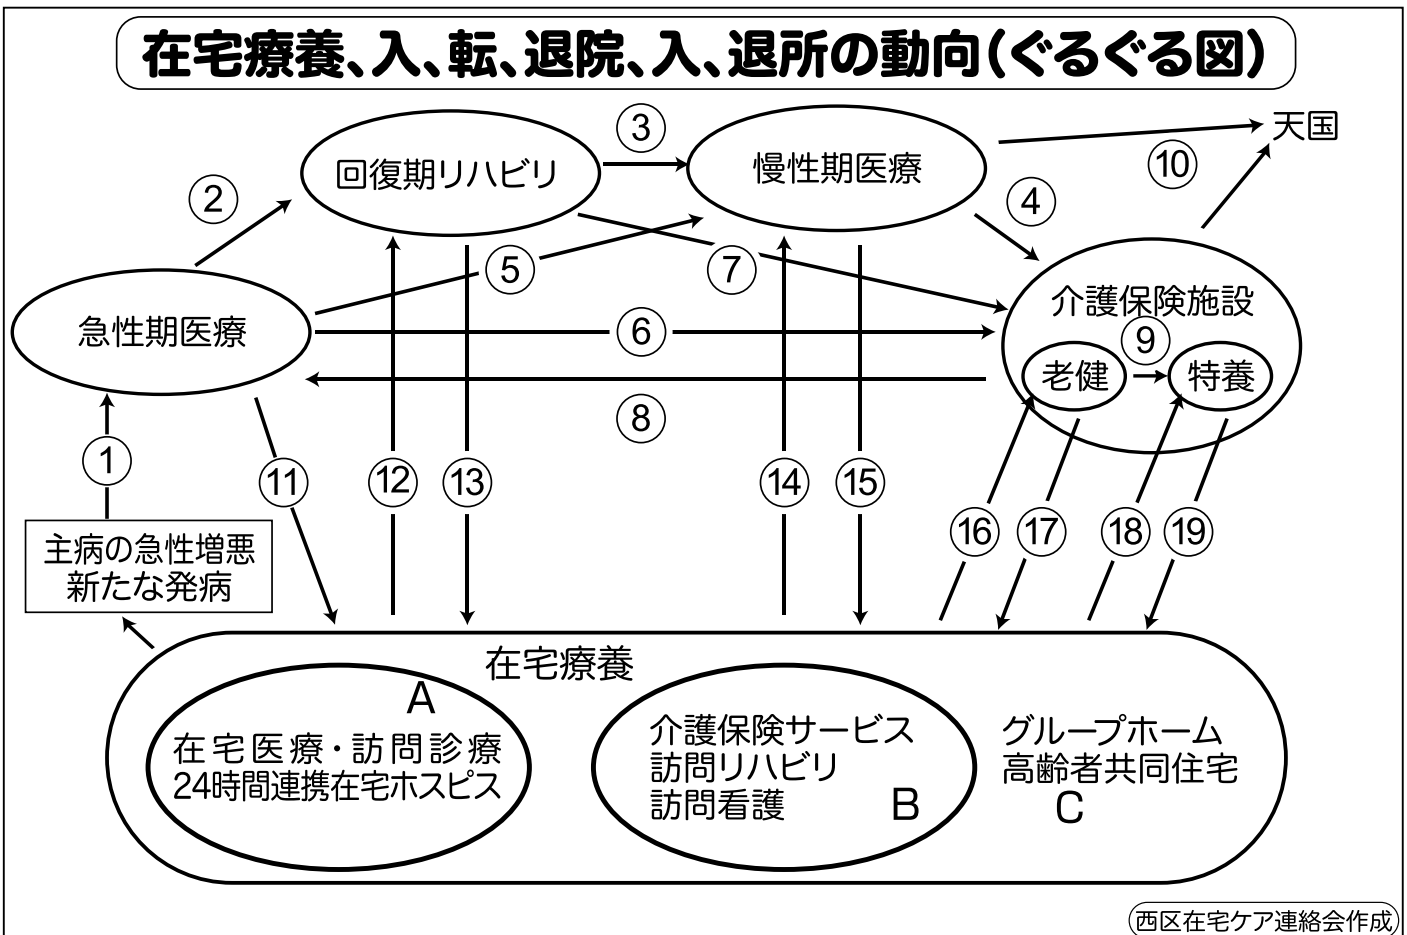 在宅療養、入、転、退院、入、退所の動向(ぐるぐる図)
天国
③
回復期リハビリ
慢性期医療
⑩
②
④
⑤
⑦
介護保険施設
急性期医療
⑥
⑨
老健
特養
⑧
①
⑪
⑫
⑬
⑭
⑮
⑯
⑰
⑱
⑲
主病の急性増悪
新たな発病
在宅療養
A
在宅医療・訪問診療
24時間連携在宅ホスピス
介護保険サービス
訪問リハビリ
訪問看護
B
グループホーム
高齢者共同住宅
C
西区在宅ケア連絡会作成